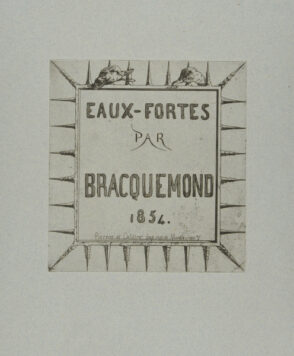 EAUX-FORTES
PAR
BRACQUEMOND
1854.